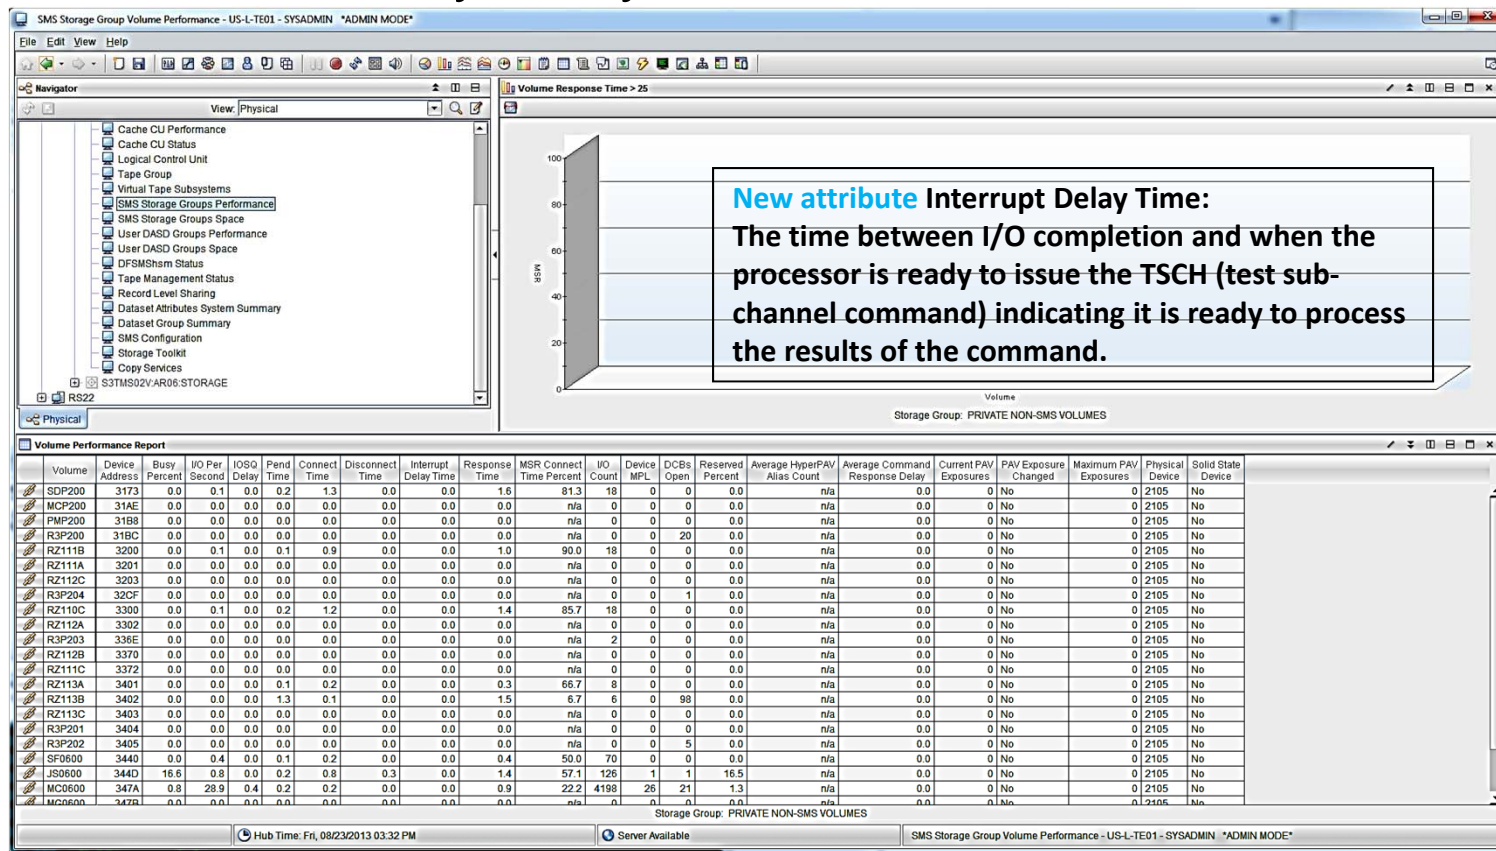 SMS Storage Group Volume Performance - US-L-TE01 - SYSADMIN *ADMIN MODE*
File Edit View Help
Navigator
View: Physical
Cache CU Performance
Cache CU Status
Logical Control Unit
Tape Group
Virtual Tape Subsystems
SMS Storage Groups Performance
SMS Storage Groups Space
User DASD Groups Performance
User DASD Groups Space
DFSMShsm Status
Tape Management Status
Record Level Sharing
Dataset Attributes System Summary
Dataset Group Summary
SMS Configuration
Storage Toolkit
Copy Services
S3TMS02V:AR06:STORAGE
RS22
Physical
Volume Response Time > 25
100
80
60
40
20
0
MSR
New attribute Interrupt Delay Time:
The time between I/O completion and when the
processor is ready to issue the TSCH (test sub-
channel command) indicating it is ready to process
the results of the command.
Volume
Storage Group: PRIVATE NON-SMS VOLUMES
Volume Performance Report
Volume Device Address Busy Percent I/O Per Second IOSQ Delay Pend Time Connect Time Disconnect Time Interrupt Delay Time Response Time MSR Connect Time Percent I/O Count Device MPL DCBs Open Reserved Percent Average HyperPAV Alias Count Average Command Response Delay Current PAV Exposures PAV Exposure Changed Maximum PAV Exposures Physical Device Solid State Device
SDP200 3173 0.0 0.1 0.0 0.2 1.3 0.0 0.0 1.6 81.3 18 0 0 0.0 n/a 0.0 0 No 0 2105 No
MCP200 31AE 0.0 0.0 0.0 0.0 0.0 0.0 0.0 0.0 n/a 0 0 0 0.0 n/a 0.0 0 No 0 2105 No
PMP200 31B8 0.0 0.0 0.0 0.0 0.0 0.0 0.0 0.0 n/a 0 0 0 0.0 n/a 0.0 0 No 0 2105 No
R3P200 31BC 0.0 0.0 0.0 0.0 0.0 0.0 0.0 0.0 n/a 0 0 20 0.0 n/a 0.0 0 No 0 2105 No
RZ111B 3200 0.0 0.1 0.0 0.1 0.9 0.0 0.0 1.0 90.0 18 0 0 0.0 n/a 0.0 0 No 0 2105 No
RZ111A 3201 0.0 0.0 0.0 0.0 0.0 0.0 0.0 0.0 n/a 0 0 0 0.0 n/a 0.0 0 No 0 2105 No
RZ112C 3203 0.0 0.0 0.0 0.0 0.0 0.0 0.0 0.0 n/a 0 0 0 0.0 n/a 0.0 0 No 0 2105 No
R3P204 32CF 0.0 0.0 0.0 0.0 0.0 0.0 0.0 0.0 n/a 0 0 1 0.0 n/a 0.0 0 No 0 2105 No
RZ110C 3300 0.0 0.1 0.0 0.2 1.2 0.0 0.0 1.4 85.7 18 0 0 0.0 n/a 0.0 0 No 0 2105 No
RZ112A 3302 0.0 0.0 0.0 0.0 0.0 0.0 0.0 0.0 n/a 0 0 0 0.0 n/a 0.0 0 No 0 2105 No
R3P203 336E 0.0 0.0 0.0 0.0 0.0 0.0 0.0 0.0 n/a 2 0 0 0.0 n/a 0.0 0 No 0 2105 No
RZ112B 3370 0.0 0.0 0.0 0.0 0.0 0.0 0.0 0.0 n/a 0 0 0 0.0 n/a 0.0 0 No 0 2105 No
RZ111C 3372 0.0 0.0 0.0 0.0 0.0 0.0 0.0 0.0 n/a 0 0 0 0.0 n/a 0.0 0 No 0 2105 No
RZ113A 3401 0.0 0.0 0.0 0.1 0.2 0.0 0.0 0.3 66.7 8 0 0 0.0 n/a 0.0 0 No 0 2105 No
RZ113B 3402 0.0 0.0 0.0 1.3 0.1 0.0 0.0 1.5 6.7 6 0 98 0.0 n/a 0.0 0 No 0 2105 No
RZ113C 3403 0.0 0.0 0.0 0.0 0.0 0.0 0.0 0.0 n/a 0 0 0 0.0 n/a 0.0 0 No 0 2105 No
R3P201 3404 0.0 0.0 0.0 0.0 0.0 0.0 0.0 0.0 n/a 0 0 0 0.0 n/a 0.0 0 No 0 2105 No
R3P202 3405 0.0 0.0 0.0 0.0 0.0 0.0 0.0 0.0 n/a 0 0 5 0.0 n/a 0.0 0 No 0 2105 No
SF0600 3440 0.0 0.4 0.0 0.1 0.2 0.0 0.0 0.4 50.0 70 0 0 0.0 n/a 0.0 0 No 0 2105 No
JS0600 344D 16.6 0.8 0.0 0.2 0.8 0.3 0.0 1.4 57.1 126 1 1 16.5 n/a 0.0 0 No 0 2105 No
MC0600 347A 0.8 28.9 0.4 0.2 0.2 0.0 0.0 0.9 22.2 4198 26 21 1.3 n/a 0.0 0 No 0 2105 No
MG0600 347B 0.0 0.0 0.0 0.0 0.0 0.0 0.0 0.0 n/a 0 0 0 0.0 n/a 0.0 0 No 0 2105 No
Storage Group: PRIVATE NON-SMS VOLUMES
Hub Time: Fri, 08/23/2013 03:32 PM Server Available SMS Storage Group Volume Performance - US-L-TE01 - SYSADMIN *ADMIN MODE*